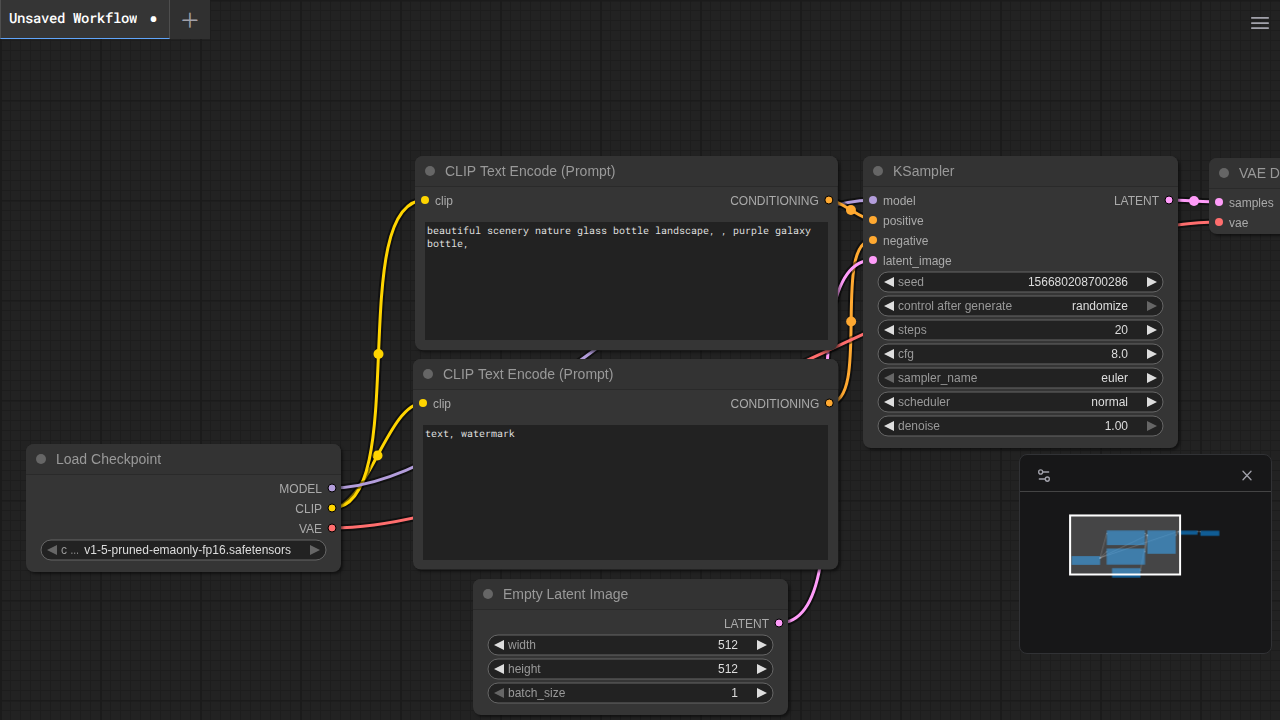 Unsaved Workflow
CLIP Text Encode (Prompt)
clip
CONDITIONING
beautiful scenery nature glass bottle landscape, , purple galaxy
bottle,
CLIP Text Encode (Prompt)
clip
CONDITIONING
text, watermark
Load Checkpoint
MODEL
CLIP
VAE
c ... v1-5-pruned-emaonly-fp16.safetensors
Empty Latent Image
LATENT
width 512
height 512
batch_size 1
KSampler
model
LATENT
positive
negative
latent_image
seed 156680208700286
control after generate randomize
steps 20
cfg 8.0
sampler_name euler
scheduler normal
denoise 1.00
VAE D
samples
vae